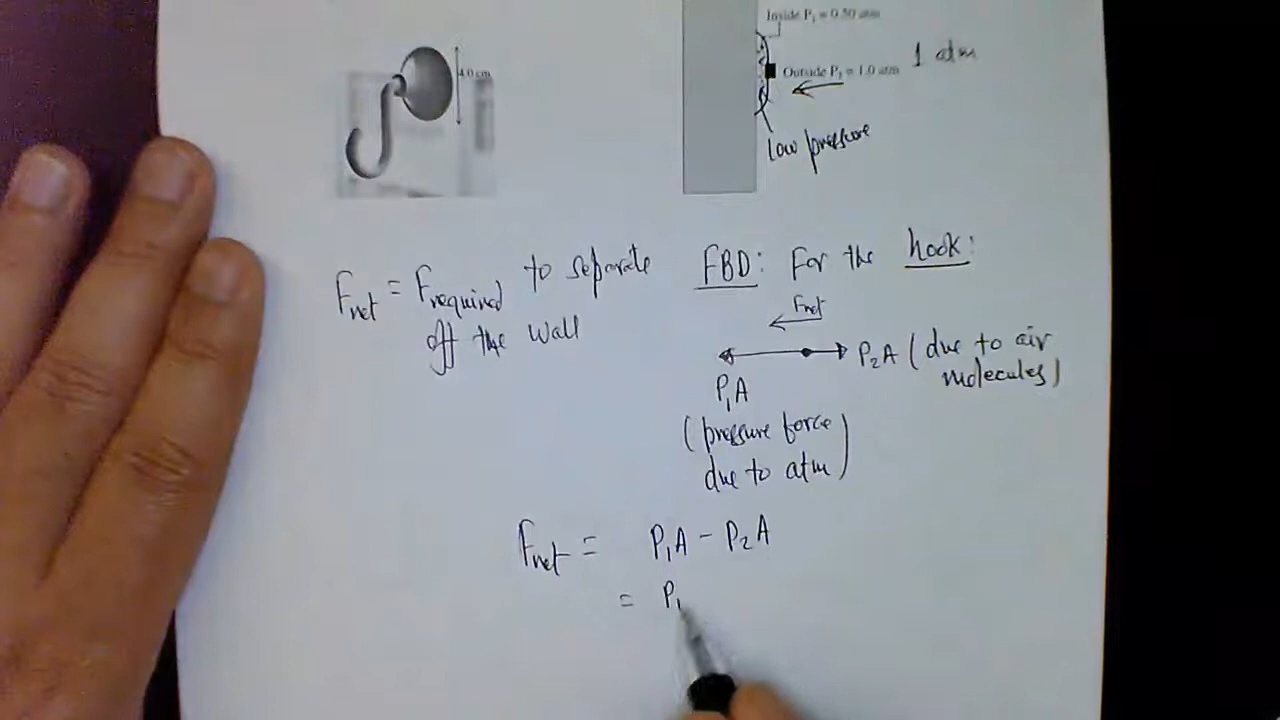 Inside P₁ = 0.50 atm
4.0 cm
Outside P₂ = 1.0 atm
1 atm
low pressure
Fnet = Frequired to separate
off the wall
FBD: For the hook:
Fnet
P₂A (due to air
molecules)
P₁A
(pressure force
due to atm)
Fnet = P₁A - P₂A
= P₁